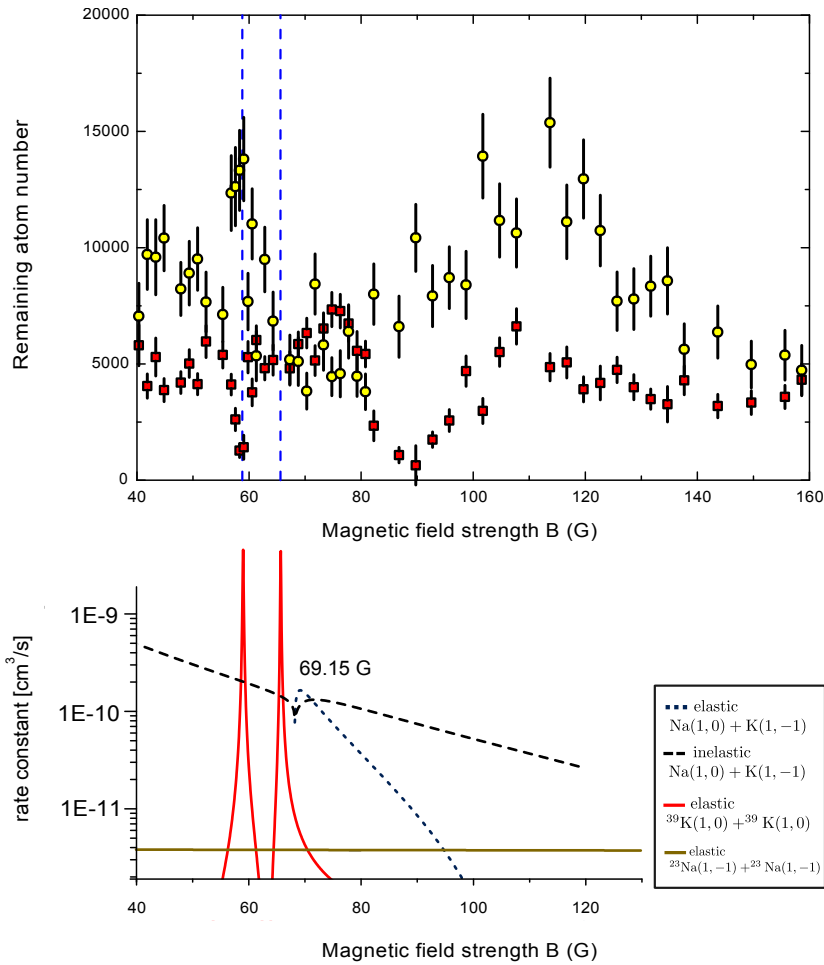 20000
15000
10000
5000
0
Remaining atom number
40 60 80 100 120 140 160
Magnetic field strength B (G)
1E-9
1E-10
1E-11
rate constant [cm³/s]
69.15 G
40 60 80 100 120
Magnetic field strength B (G)
elastic
Na(1, 0) + K(1, −1)
inelastic
Na(1, 0) + K(1, −1)
elastic
³⁹K(1, 0) +³⁹ K(1, 0)
elastic
²³Na(1, −1) +²³ Na(1, −1)